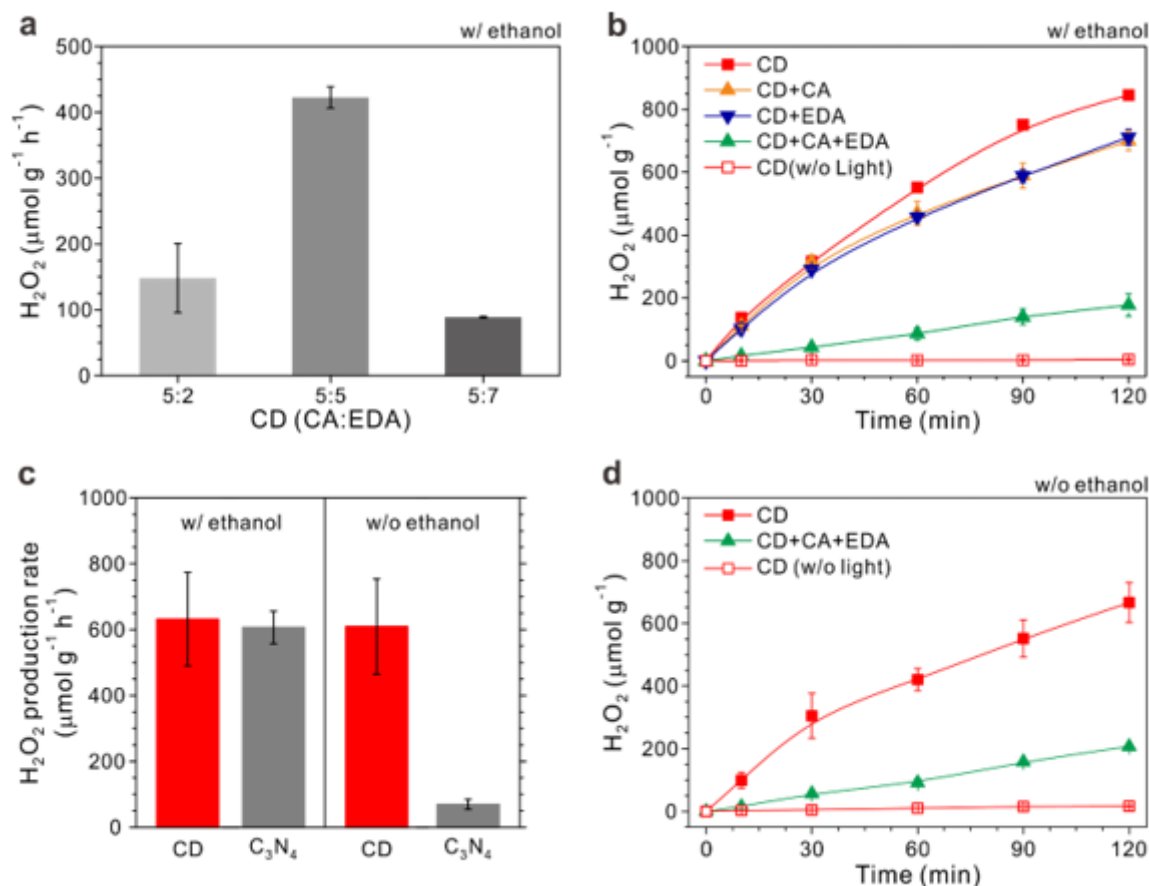 a
w/ ethanol
H₂O₂ (μmol g⁻¹ h⁻¹)
500
400
300
200
100
0
5:2 5:5 5:7
CD (CA:EDA)
b
w/ ethanol
H₂O₂ (μmol g⁻¹)
1000
800
600
400
200
0
CD
CD+CA
CD+EDA
CD+CA+EDA
CD(w/o Light)
0 30 60 90 120
Time (min)
c
H₂O₂ production rate
(μmol g⁻¹ h⁻¹)
1000
800
600
400
200
0
w/ ethanol w/o ethanol
CD C₃N₄ CD C₃N₄
d
w/o ethanol
H₂O₂ (μmol g⁻¹)
1000
800
600
400
200
0
CD
CD+CA+EDA
CD (w/o light)
0 30 60 90 120
Time (min)